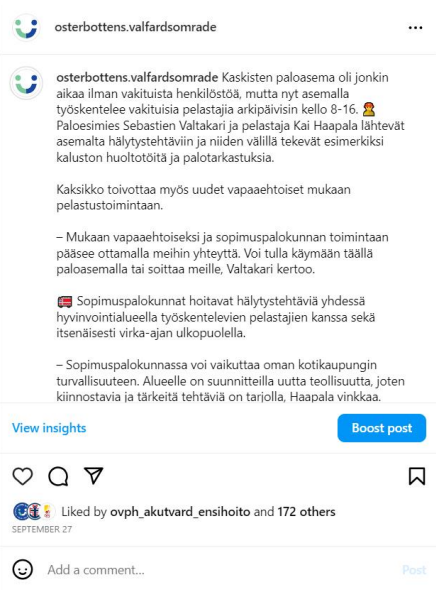 osterbottens.valfardsomrade
osterbottens.valfardsomrade Kaskisten paloasema oli jonkin
aikaa ilman vakituista henkilöstöä, mutta nyt asemalla
työskentelee vakituisia pelastajia arkipäivisin kello 8-16.
Paloesimies Sebastien Valtakari ja pelastaja Kai Haapala lähtevät
asemalta hälytystehtäviin ja niiden välillä tekevät esimerkiksi
kaluston huoltotöitä ja palotarkastuksia.
Kaksikko toivottaa myös uudet vapaaehtoiset mukaan
pelastustoimintaan.
– Mukaan vapaaehtoiseksi ja sopimuspalokunnan toimintaan
pääsee ottamalla meihin yhteyttä. Voi tulla käymään täällä
paloasemalla tai soittaa meille, Valtakari kertoo.
Sopimuspalokunnat hoitavat hälytystehtäviä yhdessä
hyvinvointialueella työskentelevien pelastajien kanssa sekä
itsenäisesti virka-ajan ulkopuolella.
– Sopimuspalokunnassa voi vaikuttaa oman kotikaupungin
turvallisuuteen. Alueelle on suunnitteilla uutta teollisuutta, joten
kiinnostavia ja tärkeitä tehtäviä on tarjolla, Haapala vinkkaa.
View insights
Boost post
Liked by ovph_akutvard_ensihoito and 172 others
SEPTEMBER 27
Add a comment...
Post